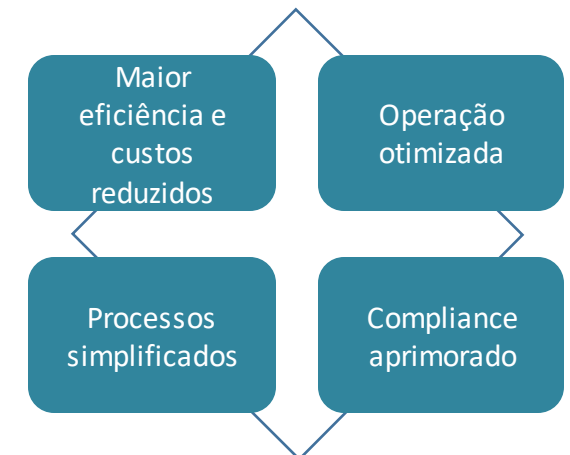 Maior
eficiência e
custos
reduzidos
Operação
otimizada
Processos
simplificados
Compliance
aprimorado